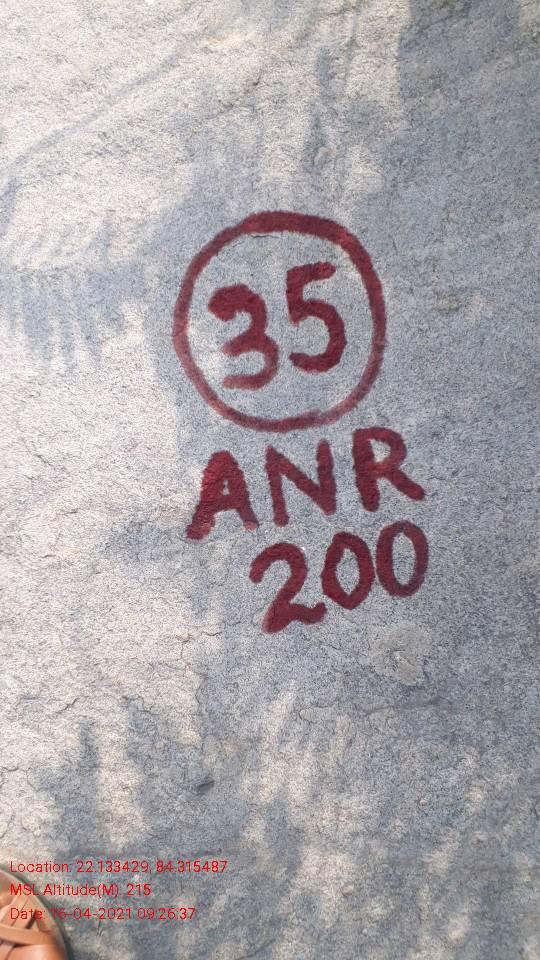 35
ANR
200
Location: 22.133429, 84.315487
MSL Altitude(M) :215
Date: 16-04-2021 09:26:37